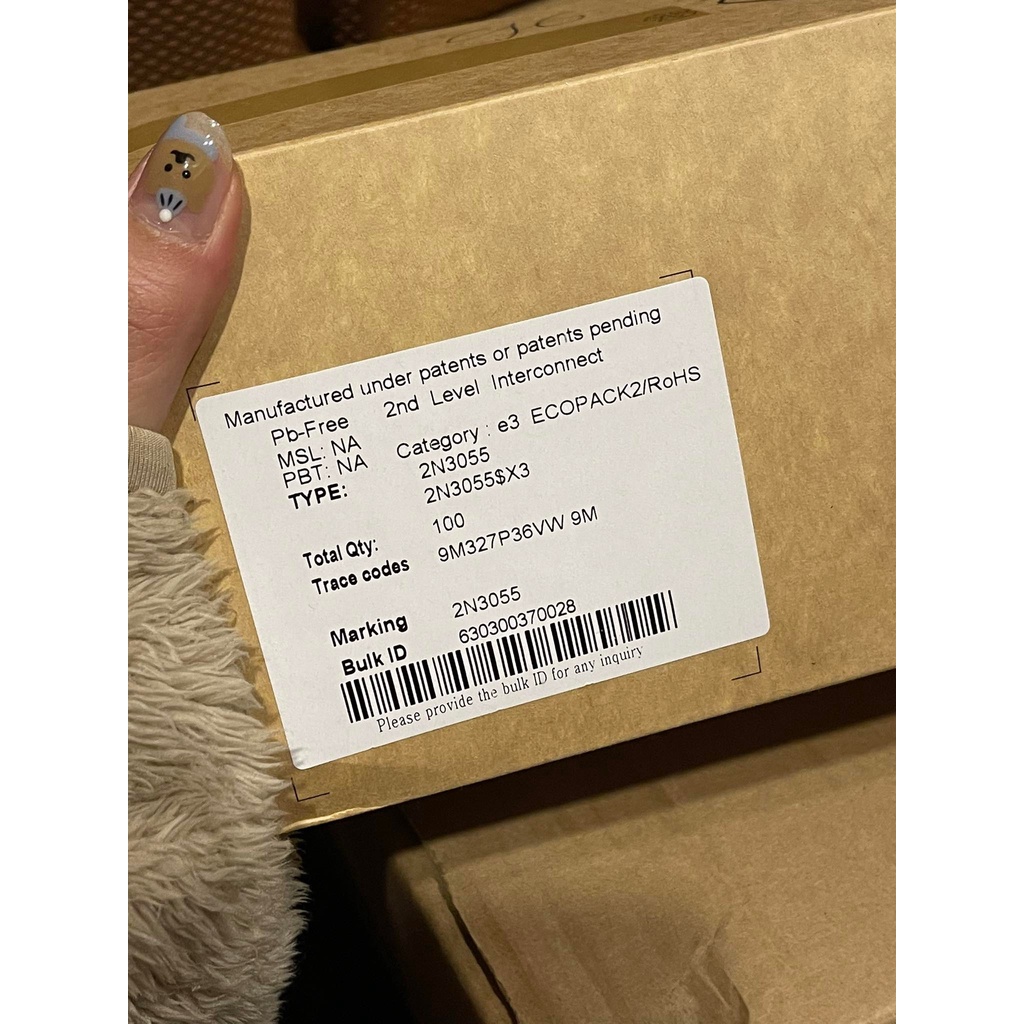 Manufactured under patents or patents pending
Pb-Free 2nd Level Interconnect
MSL: NA
PBT: NA Category : e3 ECOPACK2/RoHS
TYPE: 2N3055
2N3055$X3
Total Qty: 100
Trace codes 9M327P36VW 9M
Marking 2N3055
Bulk ID 630300370028
Please provide the bulk ID for any inquiry